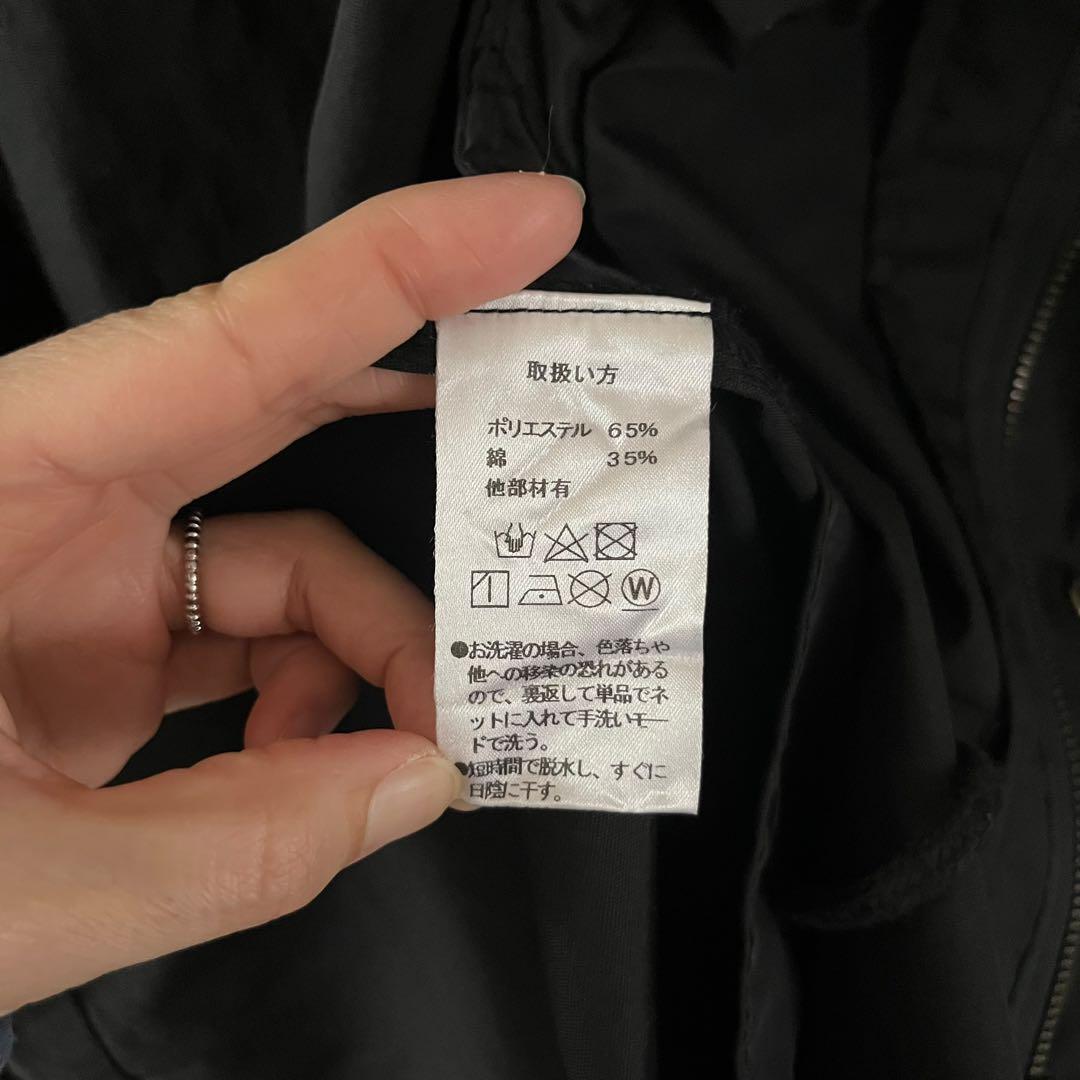 取扱い方
ポリエステル 65%
綿 35%
他部材有
W
●お洗濯の場合、色落ちや
他への移染の恐れがある
ので、裏返して単品でネ
ットに入れて手洗いモー
ドで洗う。
●短時間で脱水し、すぐに
日陰に干す。